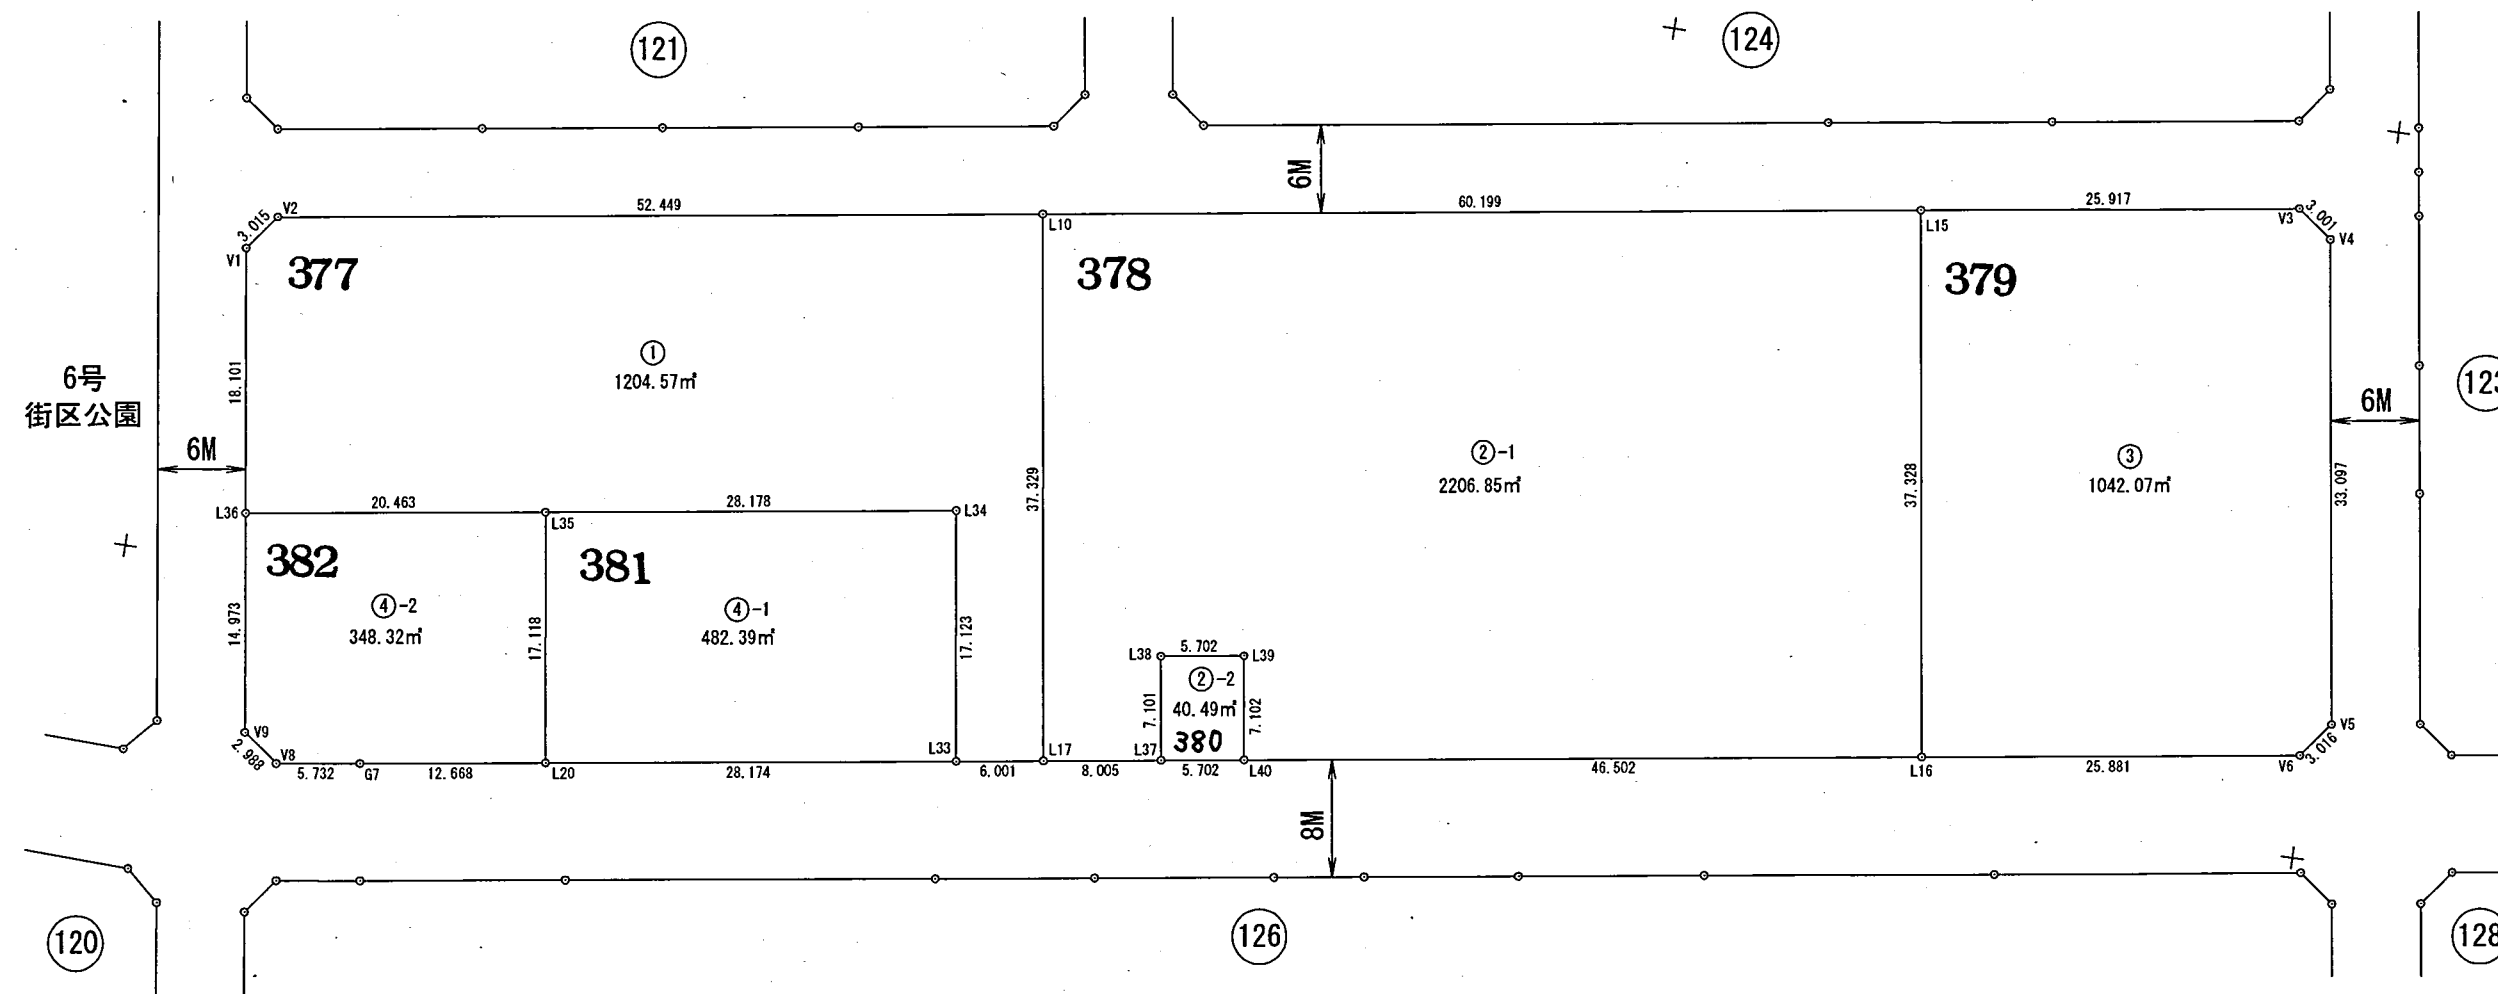 121
124
6M
V2
52.449
60.199
25.917
V3
3.001
3.015
L10
L15
V4
V1
377
378
379
①
1204.57㎡
6号
街区公園
18.101
123
6M
6M
②-1
2206.85㎡
③
1042.07㎡
37.329
37.328
33.097
L36
20.463
L35
28.178
L34
382
381
④-2
348.32㎡
④-1
482.39㎡
14.973
17.118
17.123
L38
5.702
L39
②-2
40.49㎡
7.101
7.102
380
V9
2.988
V8
5.732
G7
12.668
L20
28.174
L33
6.001
L17
8.005
L37
5.702
L40
46.502
L16
25.881
V6
3.016
V5
8M
120
126
128